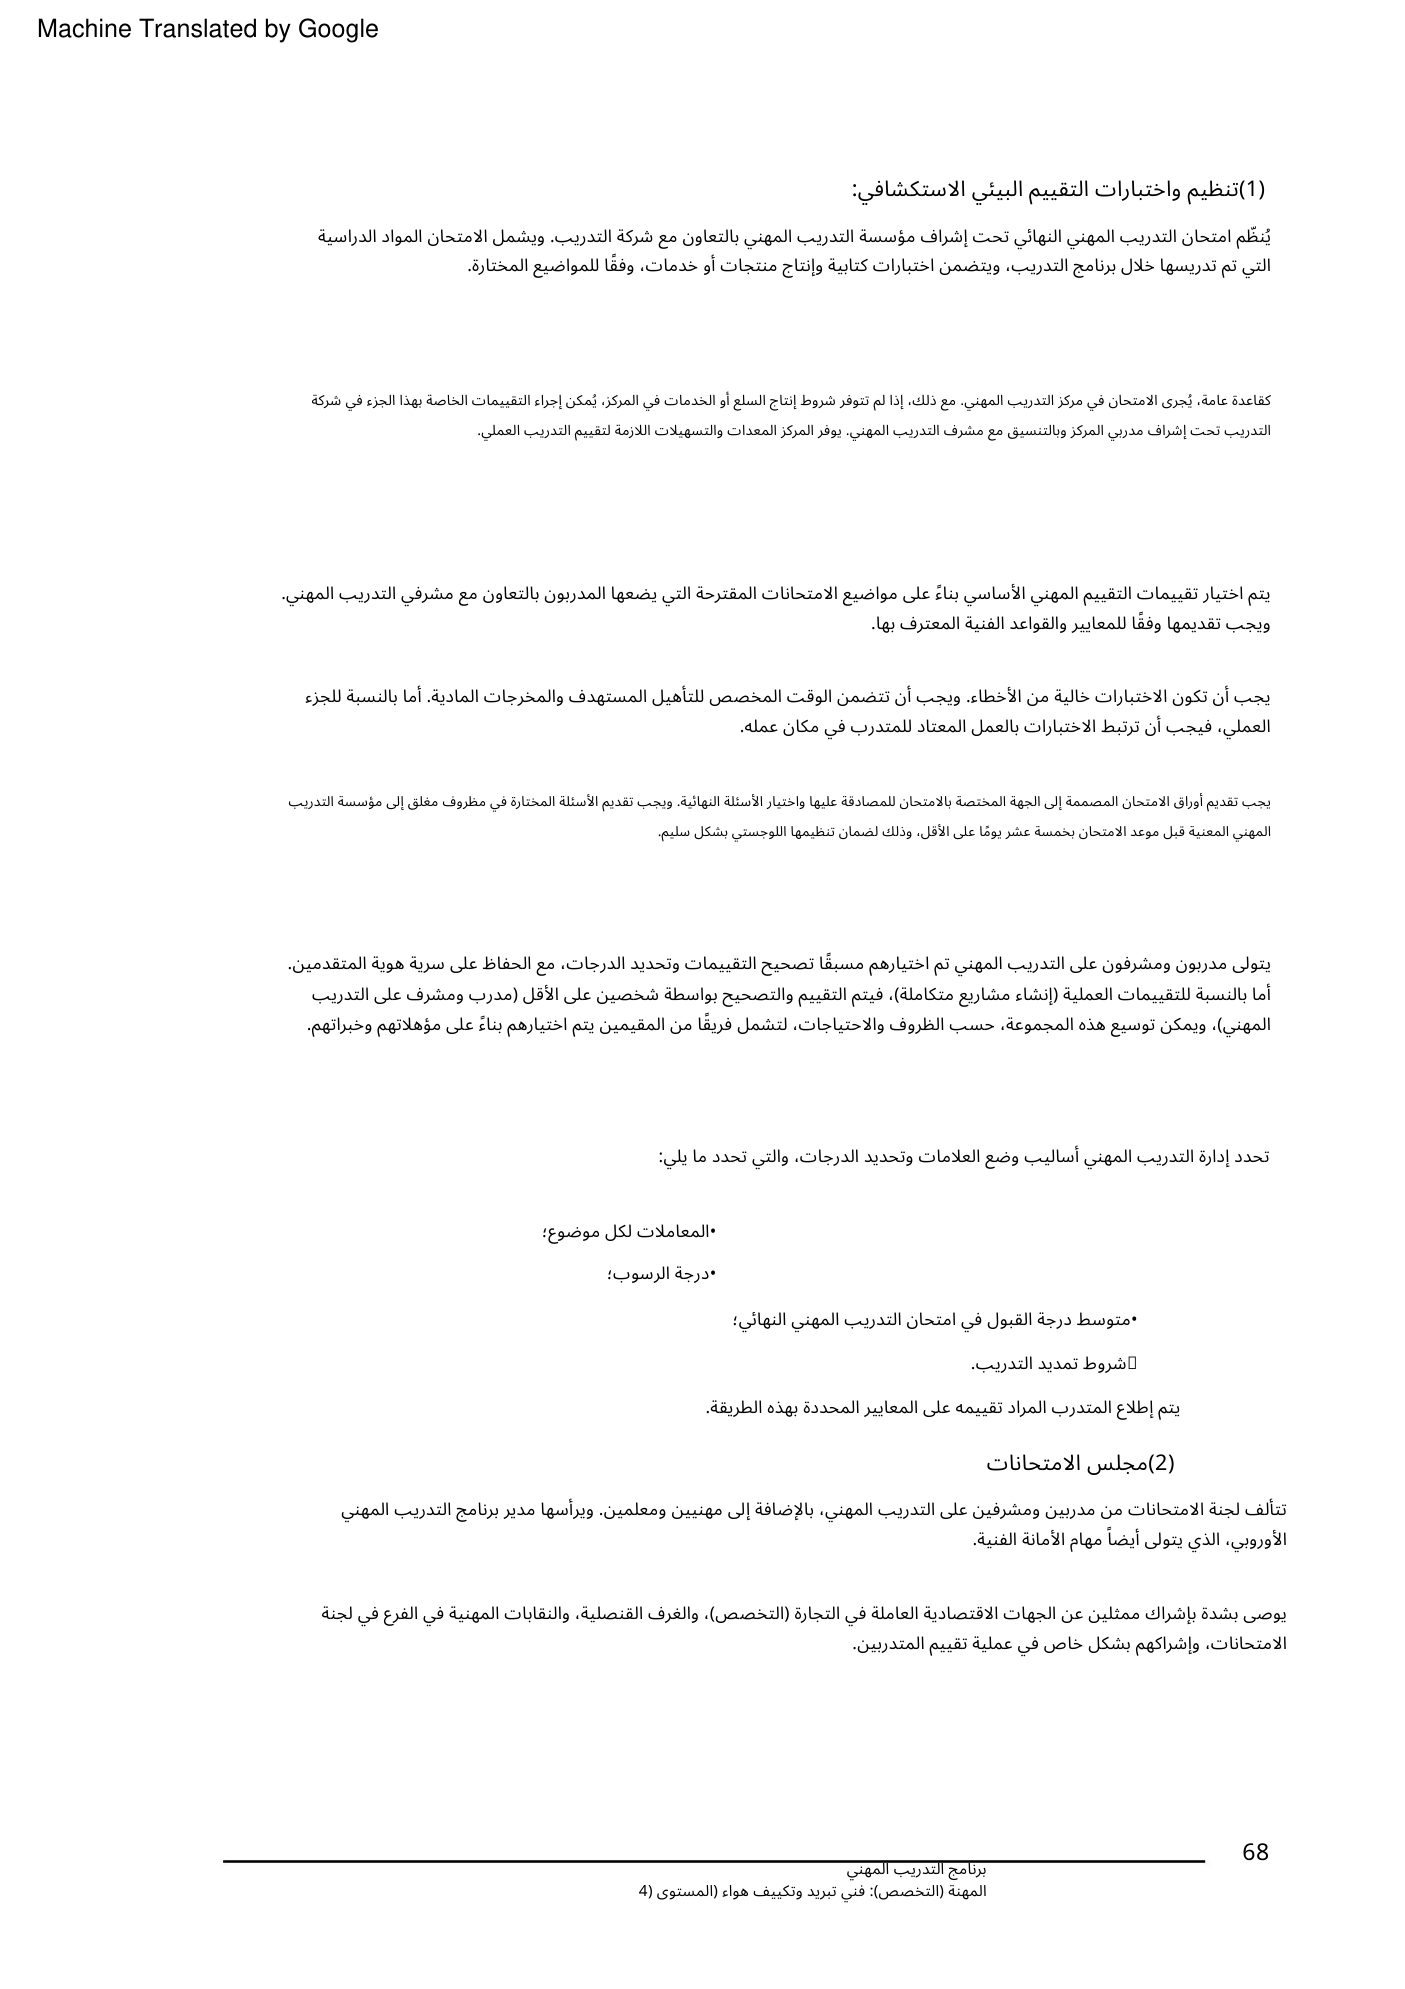 Machine Translated by Google
(1)تنظيم واختبارات التقييم البيئي الاستكشافي:
يُنظّم امتحان التدريب المهني النهائي تحت إشراف مؤسسة التدريب المهني بالتعاون مع شركة التدريب. ويشمل الامتحان المواد الدراسية
التي تم تدريسها خلال برنامج التدريب، ويتضمن اختبارات كتابية وإنتاج منتجات أو خدمات، وفقًا للمواضيع المختارة.
كقاعدة عامة، يُجرى الامتحان في مركز التدريب المهني. مع ذلك، إذا لم تتوفر شروط إنتاج السلع أو الخدمات في المركز، يُمكن إجراء التقييمات الخاصة بهذا الجزء في شركة
التدريب تحت إشراف مدربي المركز وبالتنسيق مع مشرف التدريب المهني. يوفر المركز المعدات والتسهيلات اللازمة لتقييم التدريب العملي.
يتم اختيار تقييمات التقييم المهني الأساسي بناءً على مواضيع الامتحانات المقترحة التي يضعها المدربون بالتعاون مع مشرفي التدريب المهني.
ويجب تقديمها وفقًا للمعايير والقواعد الفنية المعترف بها.
يجب أن تكون الاختبارات خالية من الأخطاء. ويجب أن تتضمن الوقت المخصص للتأهيل المستهدف والمخرجات المادية. أما بالنسبة للجزء
العملي، فيجب أن ترتبط الاختبارات بالعمل المعتاد للمتدرب في مكان عمله.
يجب تقديم أوراق الامتحان المصممة إلى الجهة المختصة بالامتحان للمصادقة عليها واختيار الأسئلة النهائية. ويجب تقديم الأسئلة المختارة في مظروف مغلق إلى مؤسسة التدريب
المهني المعنية قبل موعد الامتحان بخمسة عشر يومًا على الأقل، وذلك لضمان تنظيمها اللوجستي بشكل سليم.
يتولى مدربون ومشرفون على التدريب المهني تم اختيارهم مسبقًا تصحيح التقييمات وتحديد الدرجات، مع الحفاظ على سرية هوية المتقدمين.
أما بالنسبة للتقييمات العملية (إنشاء مشاريع متكاملة)، فيتم التقييم والتصحيح بواسطة شخصين على الأقل (مدرب ومشرف على التدريب
المهني)، ويمكن توسيع هذه المجموعة، حسب الظروف والاحتياجات، لتشمل فريقًا من المقيمين يتم اختيارهم بناءً على مؤهلاتهم وخبراتهم.
تحدد إدارة التدريب المهني أساليب وضع العلامات وتحديد الدرجات، والتي تحدد ما يلي:
•المعاملات لكل موضوع؛
•درجة الرسوب؛
•متوسط درجة القبول في امتحان التدريب المهني النهائي؛
▯شروط تمديد التدريب.
يتم إطلاع المتدرب المراد تقييمه على المعايير المحددة بهذه الطريقة.
(2)مجلس الامتحانات
تتألف لجنة الامتحانات من مدربين ومشرفين على التدريب المهني، بالإضافة إلى مهنيين ومعلمين. ويرأسها مدير برنامج التدريب المهني
الأوروبي، الذي يتولى أيضاً مهام الأمانة الفنية.
يوصى بشدة بإشراك ممثلين عن الجهات الاقتصادية العاملة في التجارة (التخصص)، والغرف القنصلية، والنقابات المهنية في الفرع في لجنة
الامتحانات، وإشراكهم بشكل خاص في عملية تقييم المتدربين.
68
برنامج التدريب المهني
المهنة (التخصص): فني تبريد وتكييف هواء (المستوى 4)